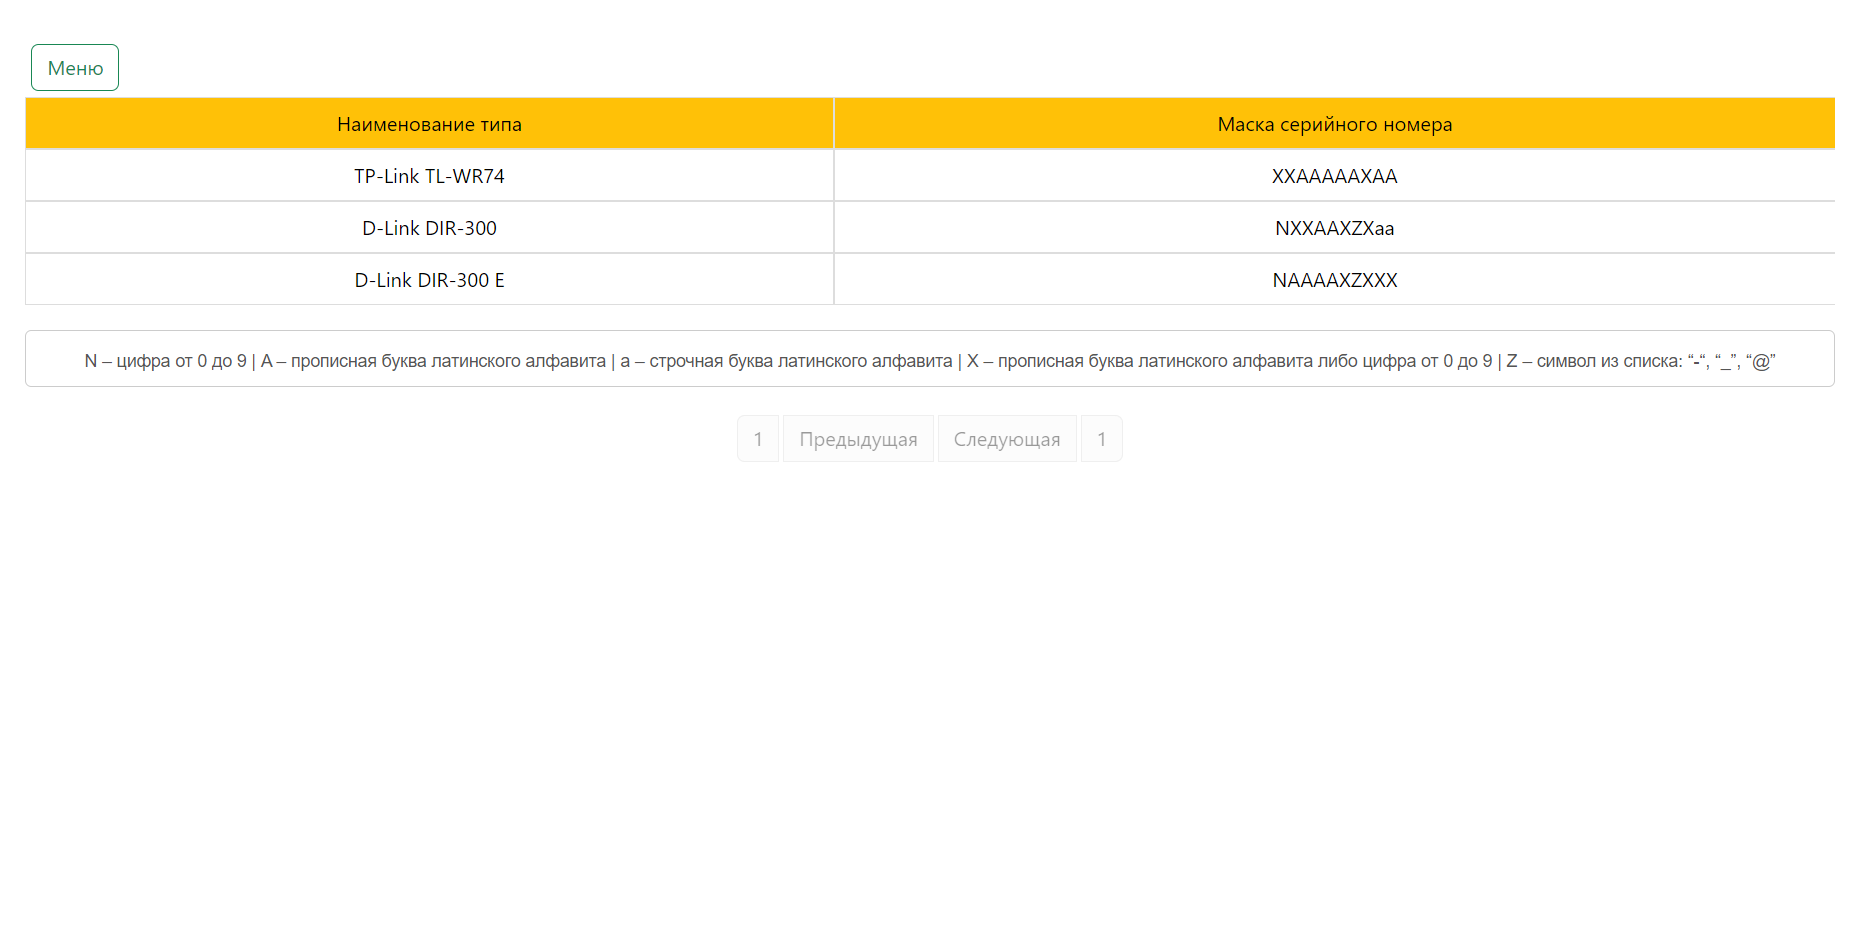 Меню
Наименование типа Маска серийного номера
TP-Link TL-WR74 XXAAAAAXAA
D-Link DIR-300 NXXAAXZXaa
D-Link DIR-300 E NAAAAXZXXX
N – цифра от 0 до 9 | A – прописная буква латинского алфавита | a – строчная буква латинского алфавита | X – прописная буква латинского алфавита либо цифра от 0 до 9 | Z – символ из списка: “-“, “_”, “@”
1 Предыдущая Следующая 1